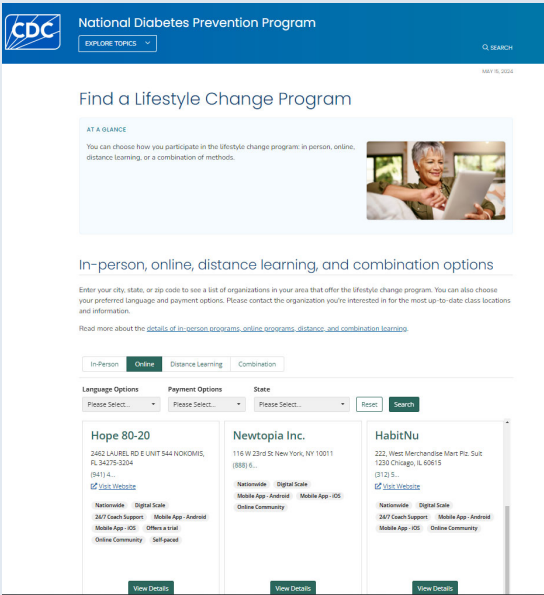 CDC
National Diabetes Prevention Program
EXPLORE TOPICS
SEARCH
MAY 15, 2024
Find a Lifestyle Change Program
AT A GLANCE
You can choose how you participate in the lifestyle change program: in person, online,
distance learning, or a combination of methods.
In-person, online, distance learning, and combination options
Enter your city, state, or zip code to see a list of organizations in your area that offer the lifestyle change program. You can also choose
your preferred language and payment options. Please contact the organization you're interested in for the most up-to-date class locations
and information.
Read more about the details of in-person programs, online programs, distance, and combination learning.
In-Person Online Distance Learning Combination
Language Options Payment Options State
Please Select... Please Select... Please Select... Reset Search
Hope 80-20
2462 LAUREL RD E UNIT 544 NOKOMIS,
FL 34275-3204
(941) 4...
Visit Website
Nationwide Digital Scale
24/7 Coach Support Mobile App - Android
Mobile App - iOS Offers a trial
Online Community Self-paced
View Details
Newtopia Inc.
116 W 23rd St New York, NY 10011
(888) 6...
Nationwide Digital Scale
Mobile App - Android Mobile App - iOS
Online Community
View Details
HabitNu
222, West Merchandise Mart Plz. Suit
1230 Chicago, IL 60615
(312) 5...
Visit Website
Nationwide Digital Scale
24/7 Coach Support Mobile App - Android
Mobile App - iOS Online Community
View Details